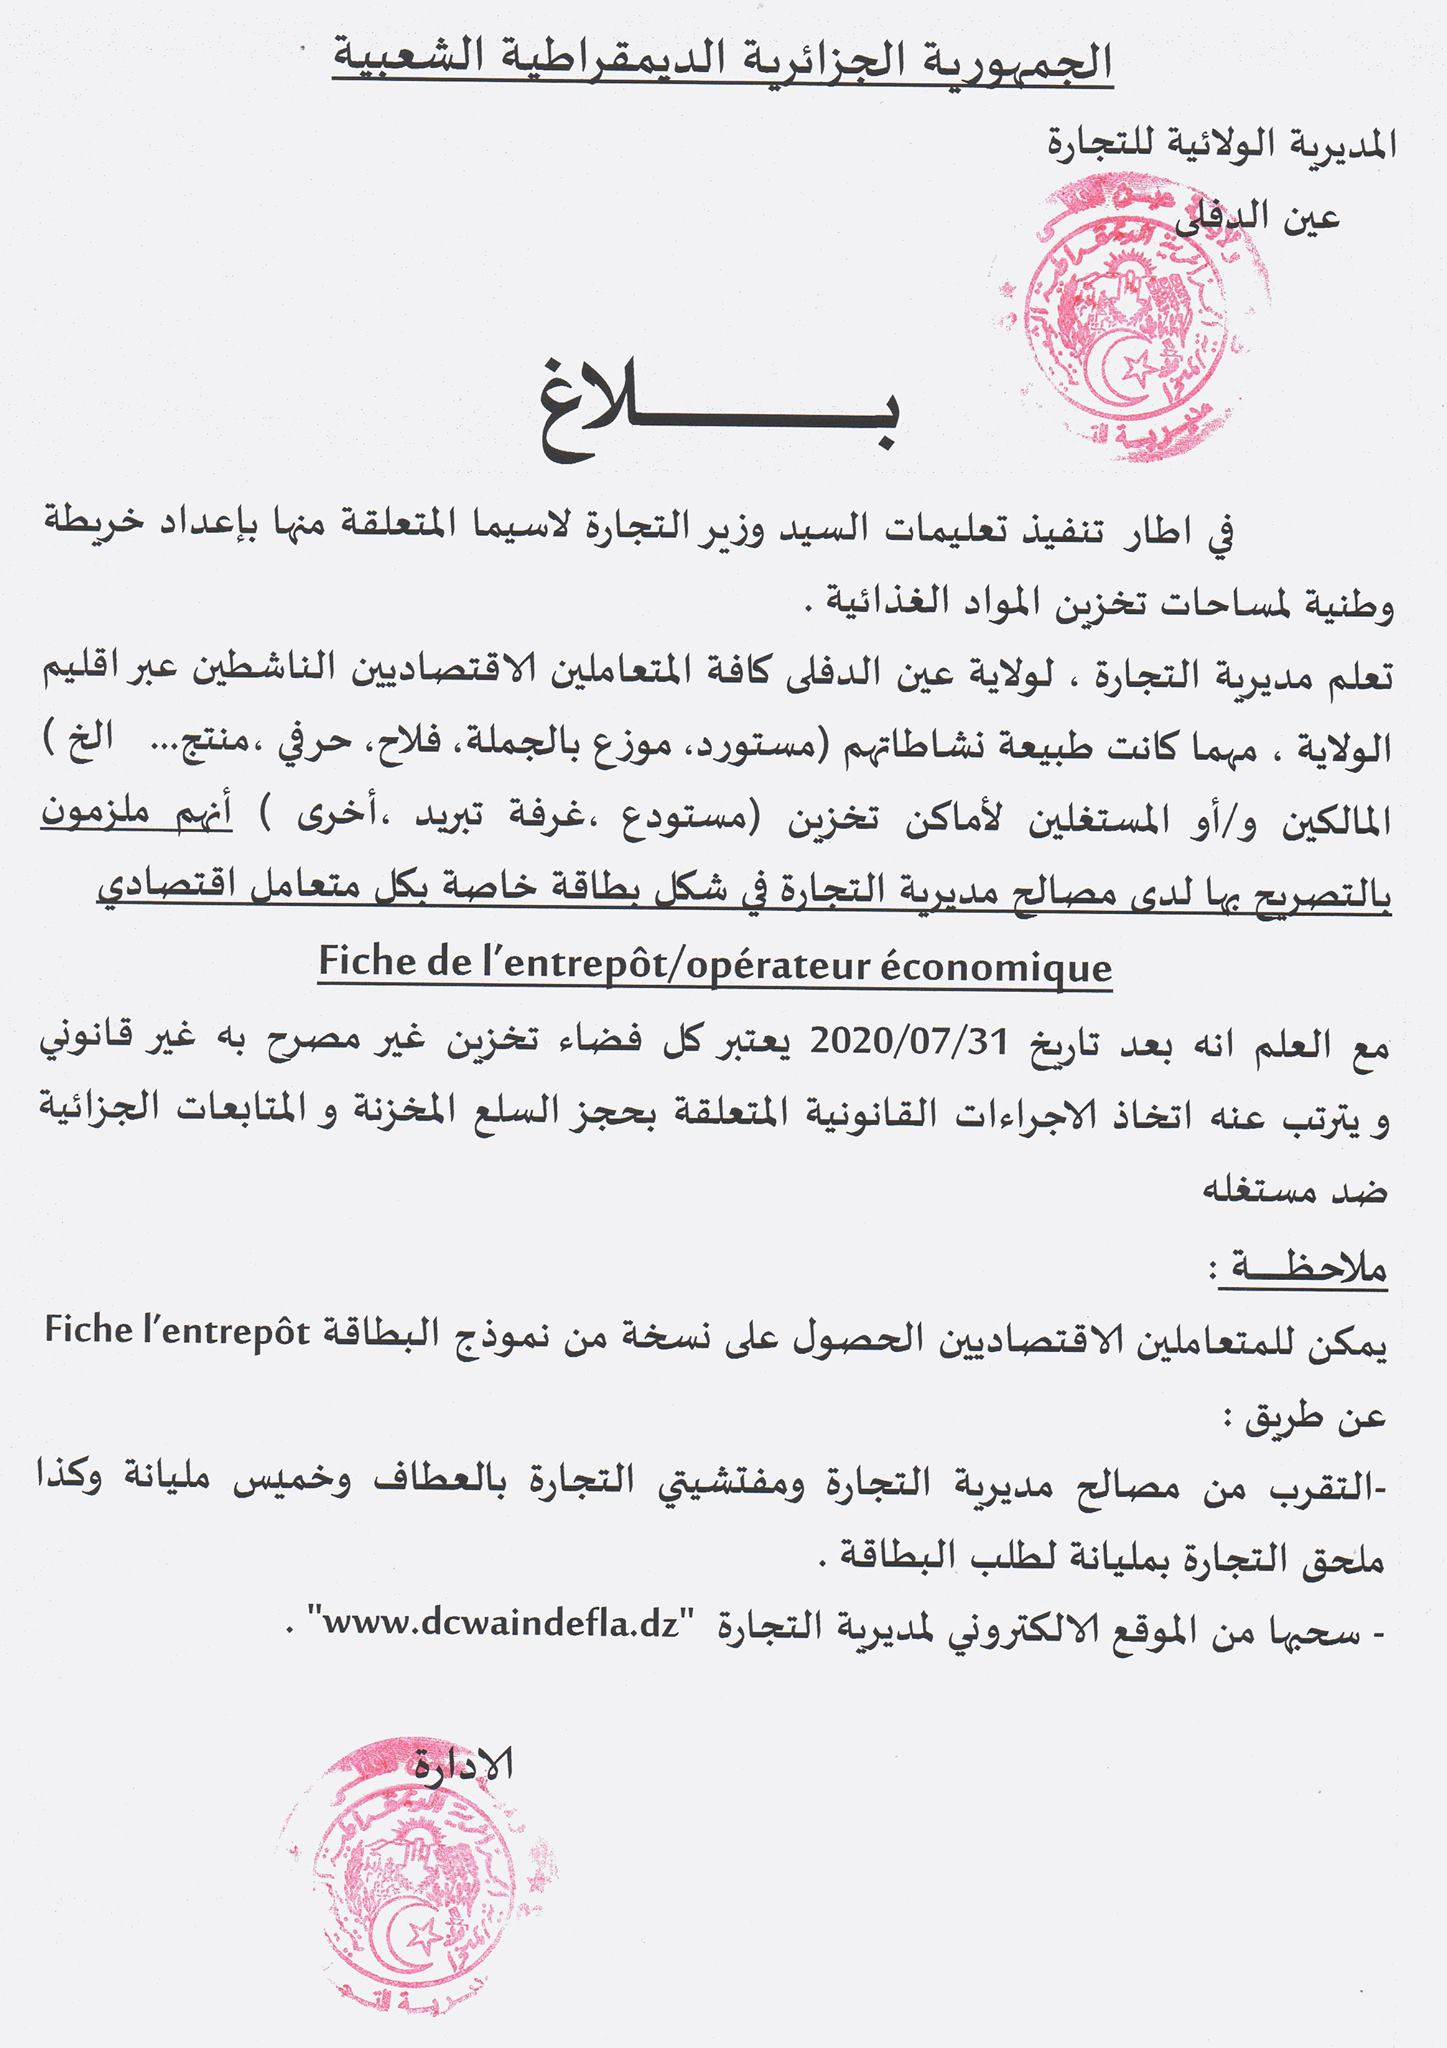 الجمهورية الجزائرية الديمقراطية الشعبية
المديرية الولائية للتجارة
عين الدفلى
بـــــــــلاغ
في اطار تنفيذ تعليمات السيد وزير التجارة لاسيما المتعلقة منها بإعداد خريطة
وطنية لمساحات تخزين المواد الغذائية .
تعلم مديرية التجارة ، لولاية عين الدفلى كافة المتعاملين الاقتصاديين الناشطين عبر اقليم
الولاية ، مهما كانت طبيعة نشاطاتهم (مستورد، موزع بالجملة، فلاح، حرفي ،منتج... الخ )
المالكين و/أو المستغلين لأماكن تخزين (مستودع ،غرفة تبريد ،أخرى ) أنهم ملزمون
بالتصريح بها لدى مصالح مديرية التجارة في شكل بطاقة خاصة بكل متعامل اقتصادي
Fiche de l'entrepôt/opérateur économique
مع العلم انه بعد تاريخ 2020/07/31 يعتبر كل فضاء تخزين غير مصرح به غير قانوني
و يترتب عنه اتخاذ الاجراءات القانونية المتعلقة بحجز السلع المخزنة و المتابعات الجزائية
ضد مستغله
ملاحظـــة :
يمكن للمتعاملين الاقتصاديين الحصول على نسخة من نموذج البطاقة Fiche l'entrepôt
عن طريق :
-التقرب من مصالح مديرية التجارة ومفتشيتي التجارة بالعطاف وخميس مليانة وكذا
ملحق التجارة بمليانة لطلب البطاقة .
- سحبها من الموقع الالكتروني لمديرية التجارة "www.dcwaindefla.dz" .
الادارة